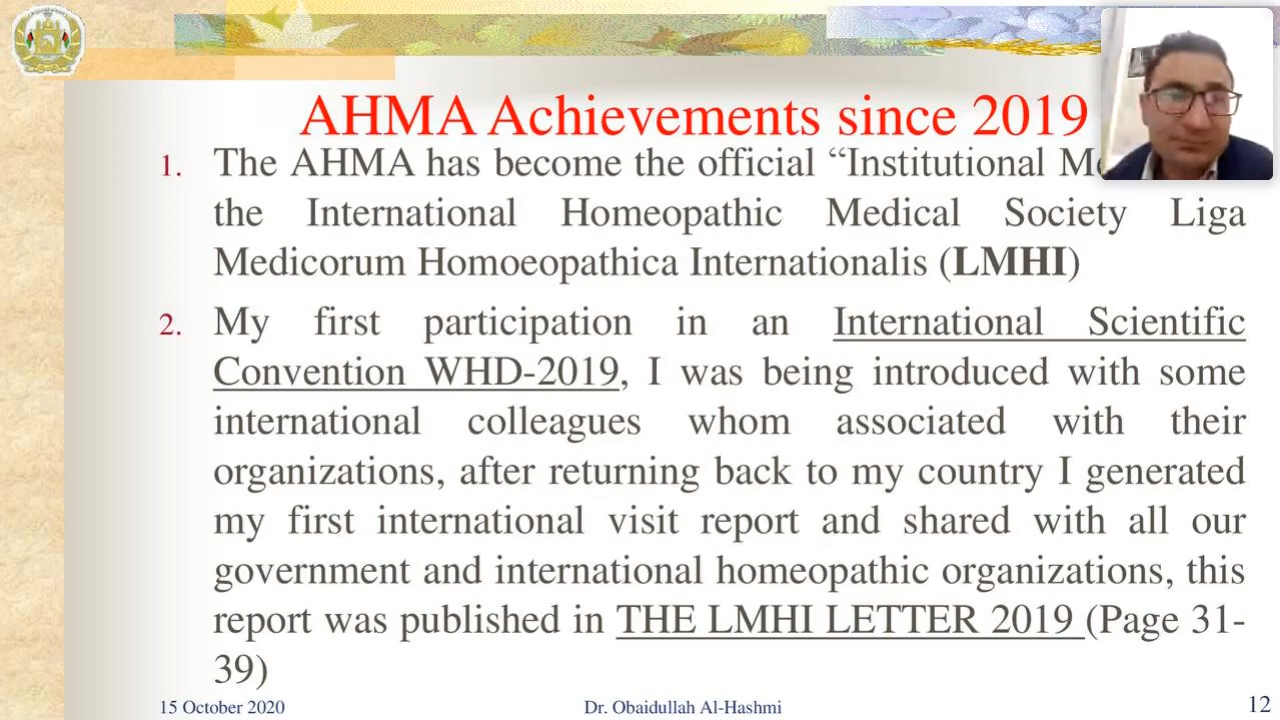 AHMA Achievements since 2019
1. The AHMA has become the official “Institutional
the International Homeopathic Medical Society Liga
Medicorum Homoeopathica Internationalis (LMHI)
2. My first participation in an International Scientific
Convention WHD-2019, I was being introduced with some
international colleagues whom associated with their
organizations, after returning back to my country I generated
my first international visit report and shared with all our
government and international homeopathic organizations, this
report was published in THE LMHI LETTER 2019 (Page 31-
39)
15 October 2020
Dr. Obaidullah Al-Hashmi
12